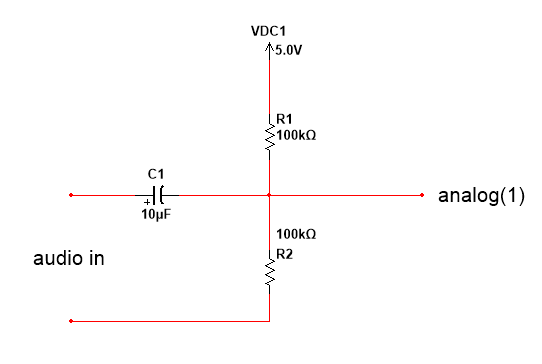 VDC1
5.0V
R1
100kΩ
C1
+
10µF
analog(1)
100kΩ
R2
audio in